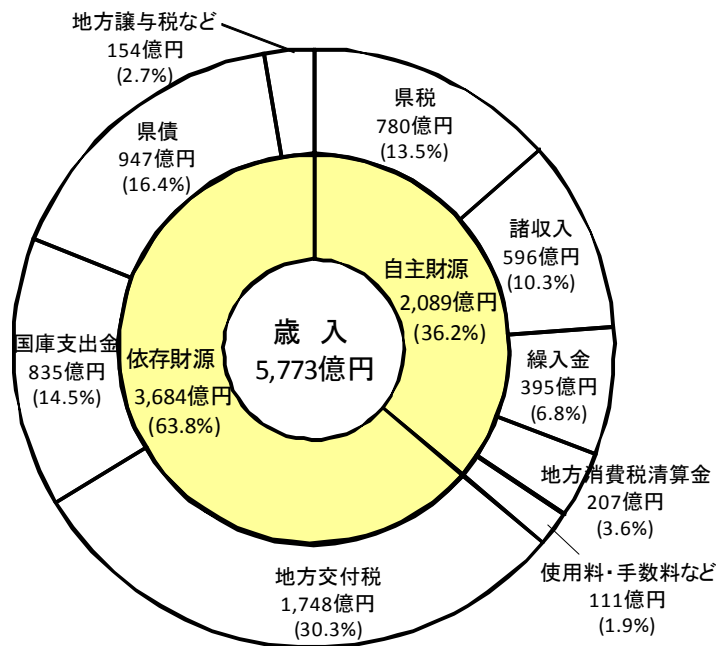 地方譲与税など
154億円
(2.7%)
県税
780億円
(13.5%)
県債
947億円
(16.4%)
諸収入
596億円
(10.3%)
自主財源
2,089億円
(36.2%)
歳 入
5,773億円
国庫支出金
835億円
(14.5%)
依存財源
3,684億円
(63.8%)
繰入金
395億円
(6.8%)
地方消費税清算金
207億円
(3.6%)
使用料・手数料など
111億円
(1.9%)
地方交付税
1,748億円
(30.3%)